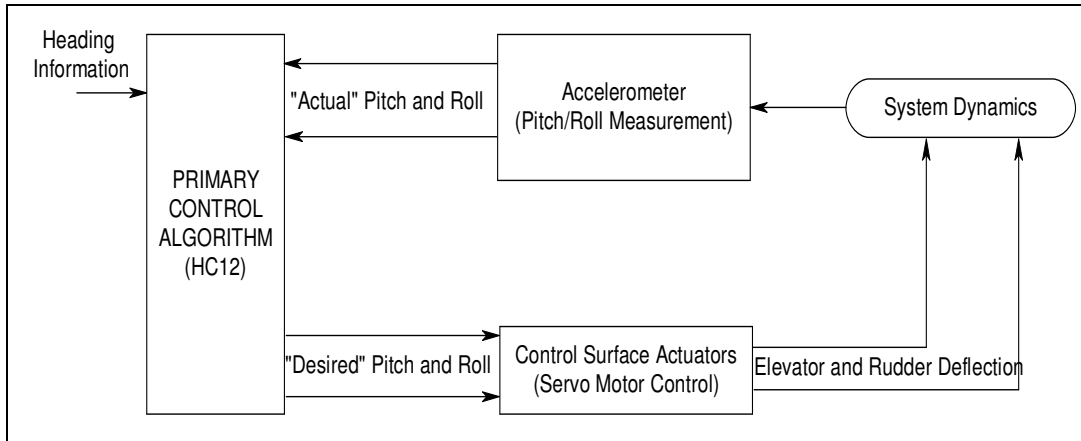 Heading
Information
PRIMARY
CONTROL
ALGORITHM
(HC12)
"Actual" Pitch and Roll
Accelerometer
(Pitch/Roll Measurement)
System Dynamics
"Desired" Pitch and Roll
Control Surface Actuators
(Servo Motor Control)
Elevator and Rudder Deflection